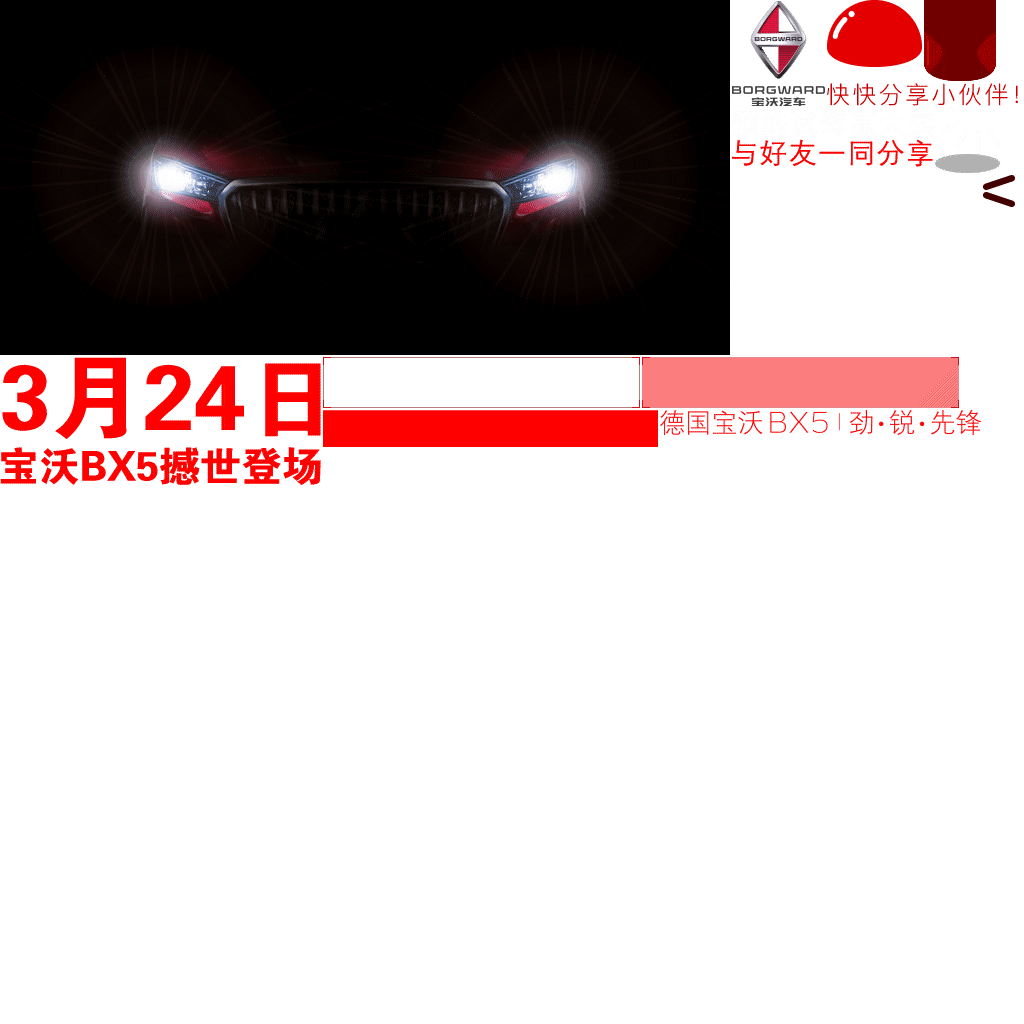 BORGWARD
BORGWARD
宝沃汽车
快快分享小伙伴!
与好友一同分享
3月24日
宝沃BX5撼世登场
德国宝沃BX5|劲·锐·先锋